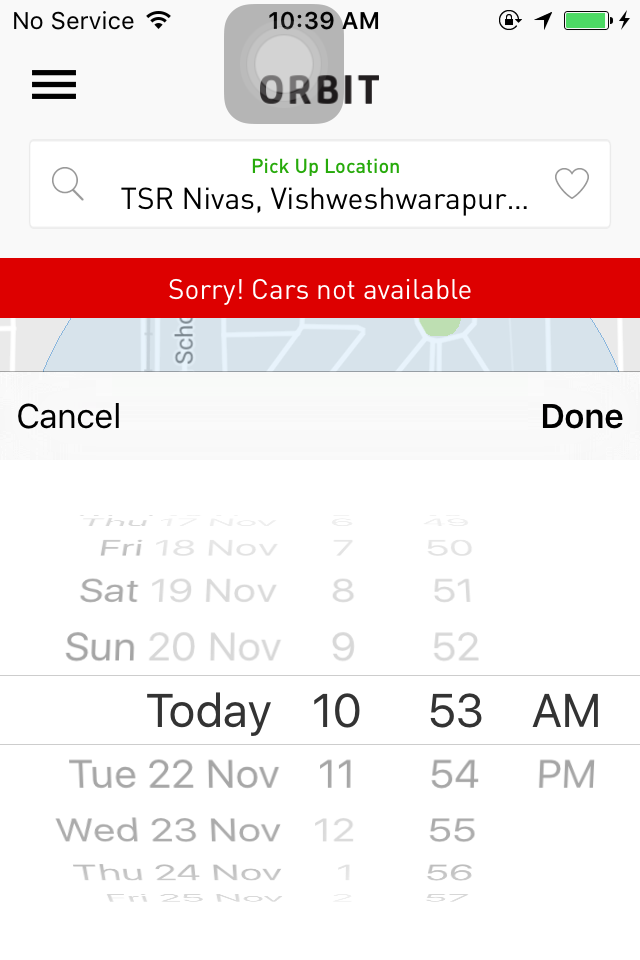 No Service 10:39 AM
ORBIT
Pick Up Location
TSR Nivas, Vishweshwarapur...
Sorry! Cars not available
Scho
Cancel Done
Thu 17 Nov 6 49
Fri 18 Nov 7 50
Sat 19 Nov 8 51
Sun 20 Nov 9 52
Today 10 53 AM
Tue 22 Nov 11 54 PM
Wed 23 Nov 12 55
Thu 24 Nov 1 56
Fri 25 Nov 2 57